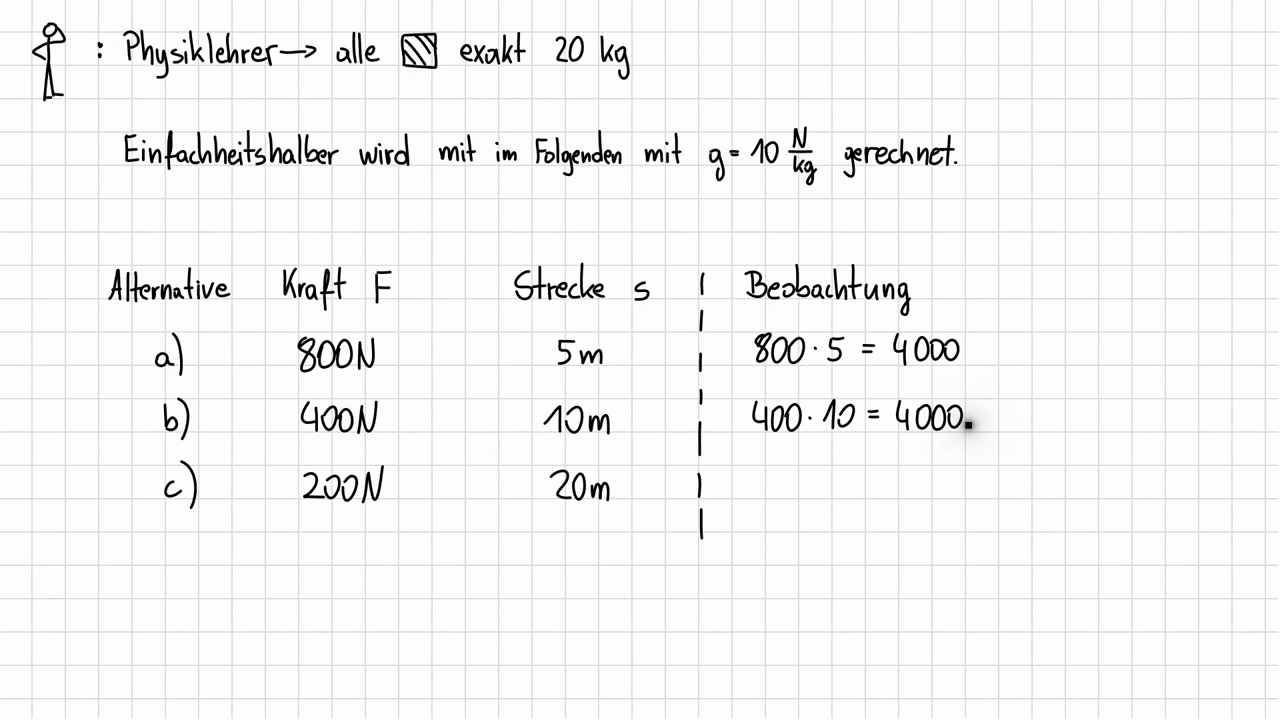 : Physiklehrer → alle exakt 20 kg
Einfachheitshalber wird mit im Folgenden mit g = 10 N/kg gerechnet.
Alternative Kraft F Strecke s Beobachtung
a) 800N 5m 800 · 5 = 4000
b) 400N 10m 400 · 10 = 4000
c) 200N 20m